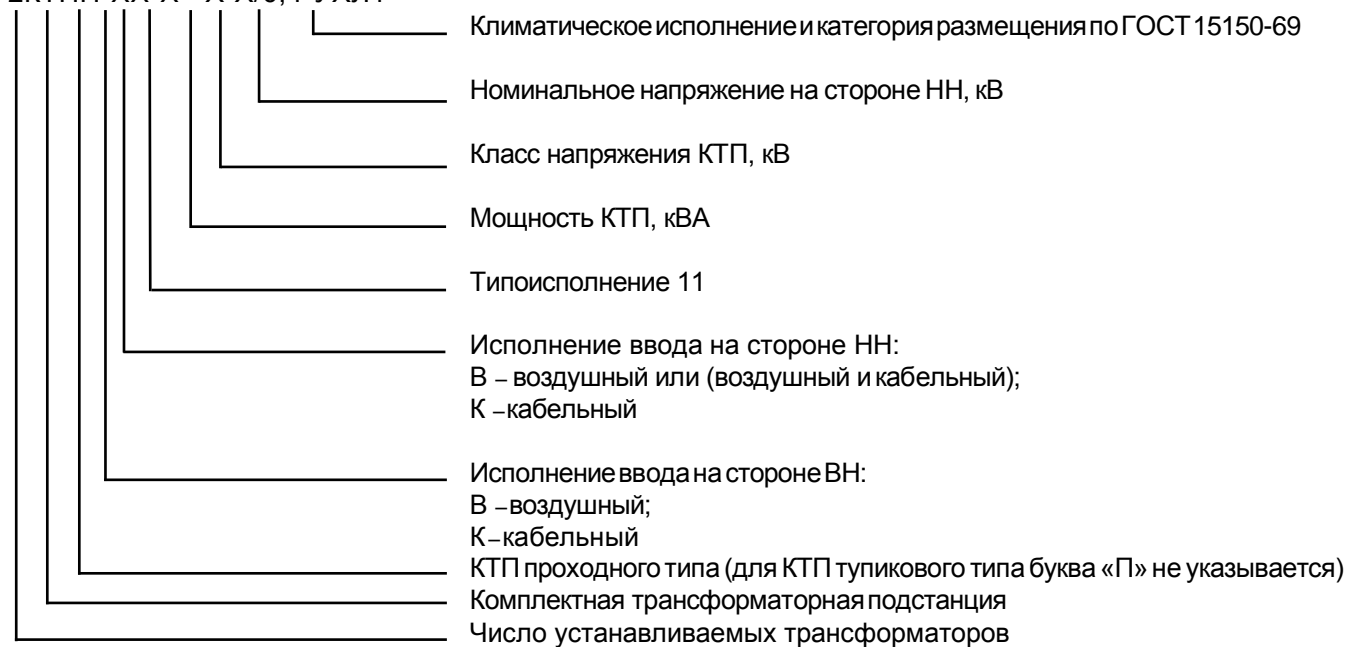 Климатическое исполнение и категория размещения по ГОСТ 15150-69
Номинальное напряжение на стороне НН, кВ
Класс напряжения КТП, кВ
Мощность КТП, кВА
Типоисполнение 11
Исполнение ввода на стороне НН:
В – воздушный или (воздушный и кабельный);
К –кабельный
Исполнение ввода на стороне ВН:
В –воздушный;
К–кабельный
КТП проходного типа (для КТП тупикового типа буква «П» не указывается)
Комплектная трансформаторная подстанция
Число устанавливаемых трансформаторов